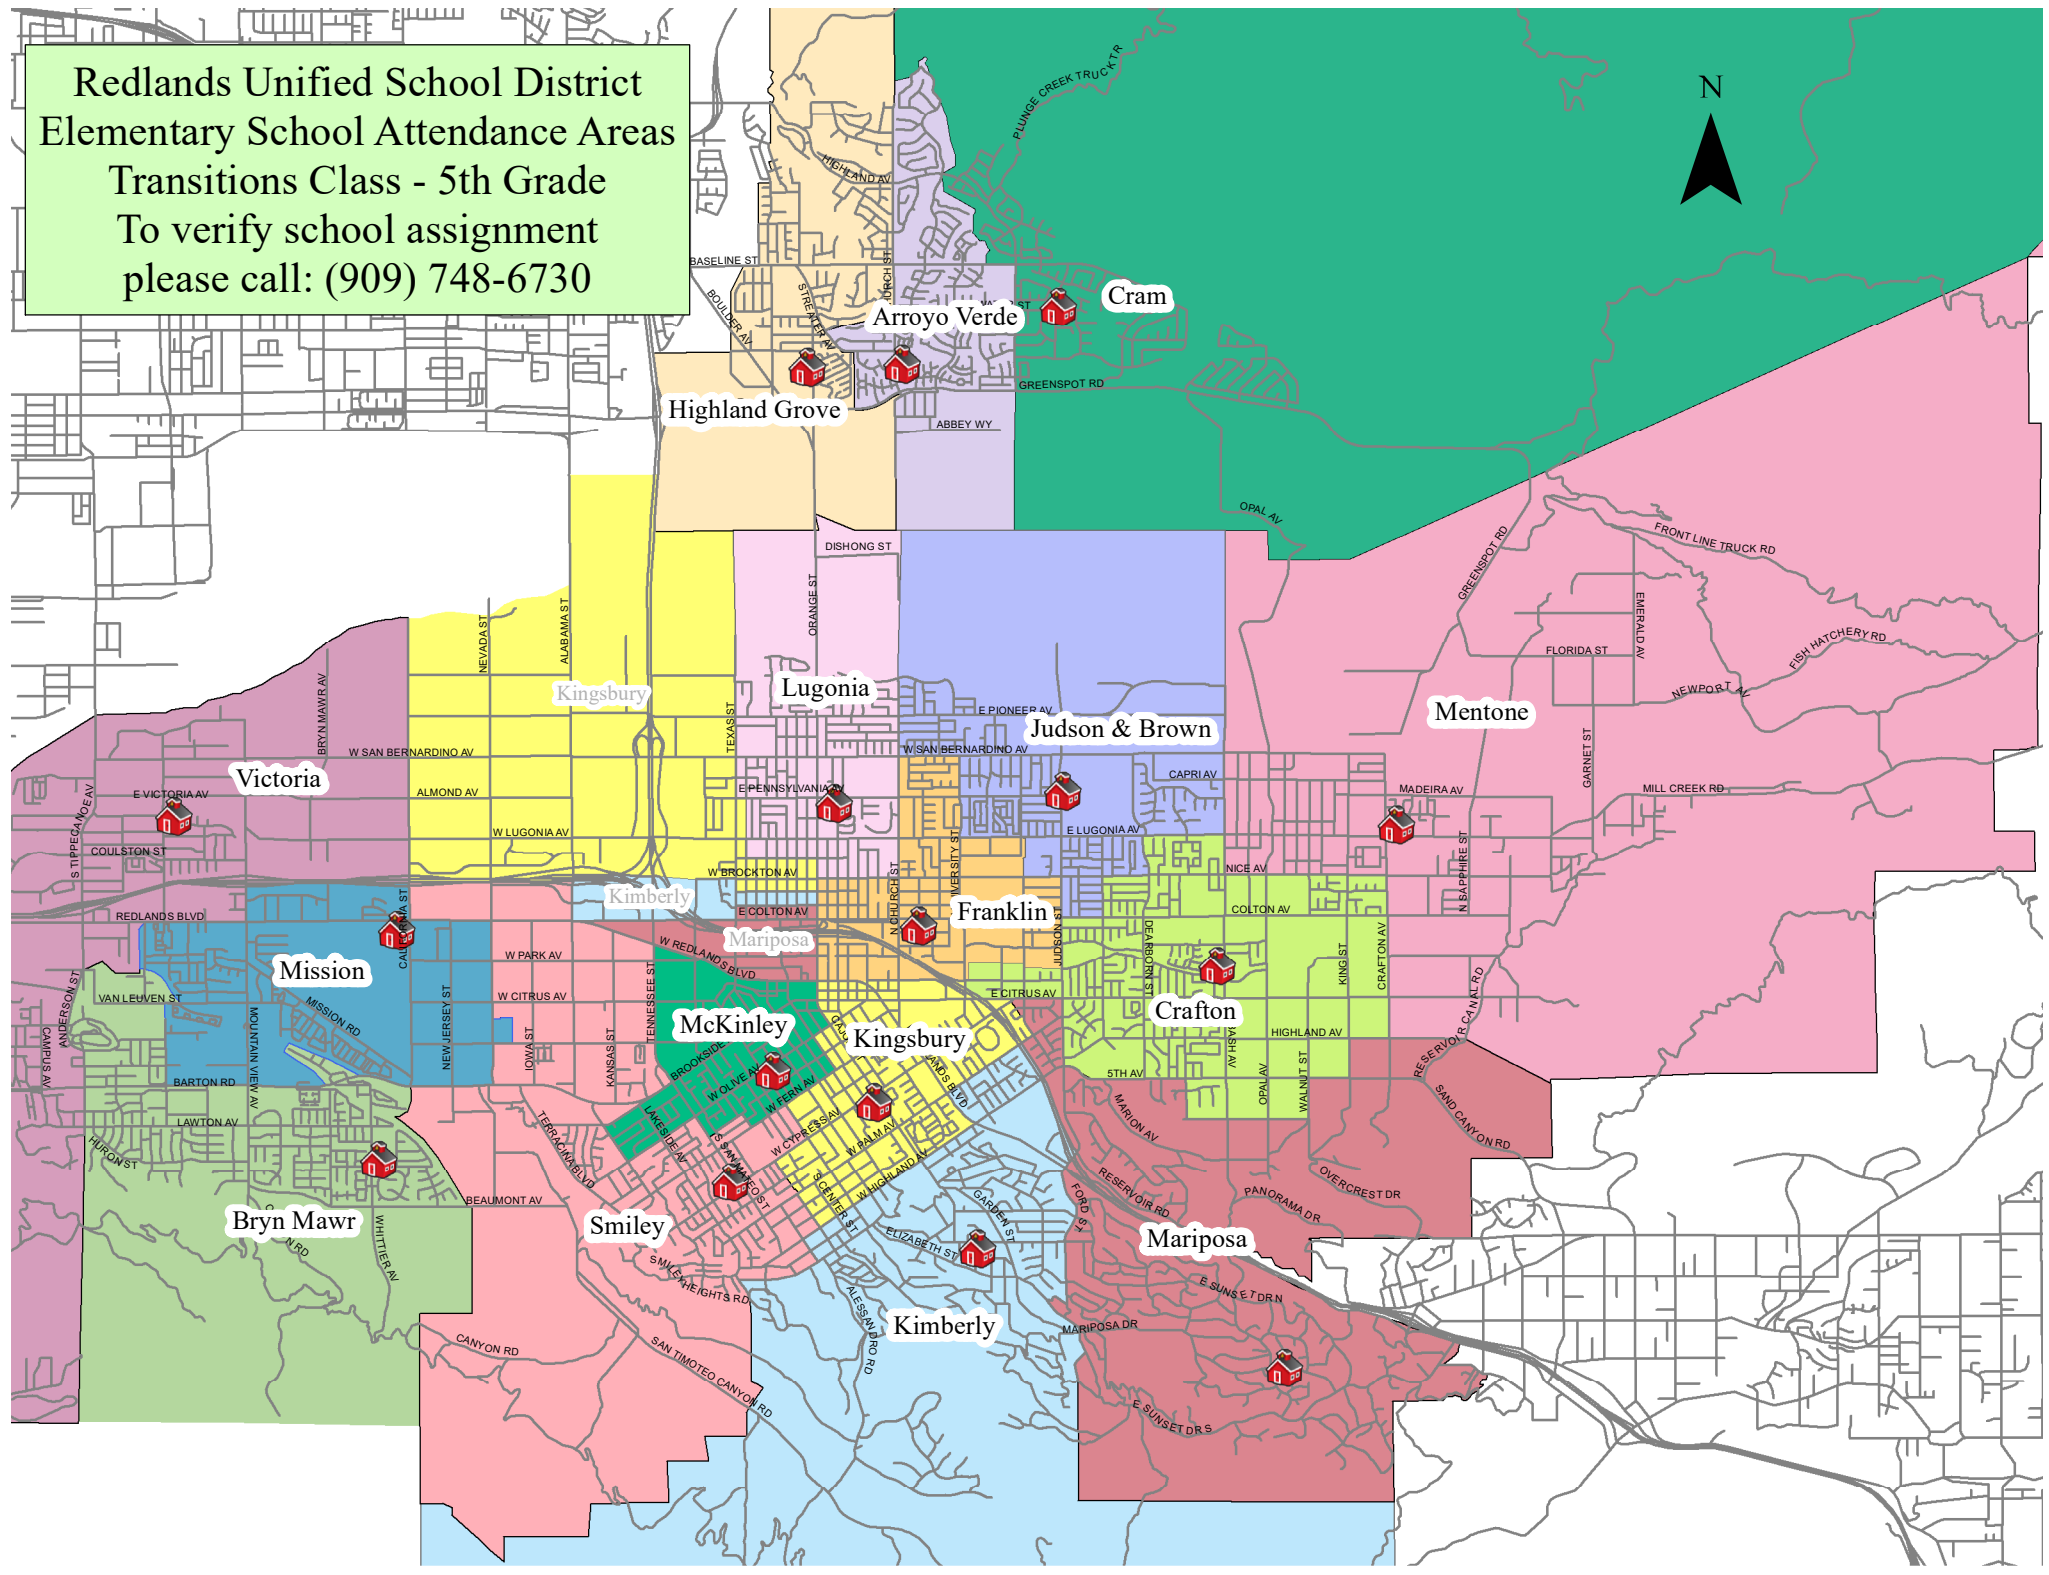 Redlands Unified School District
Elementary School Attendance Areas
Transitions Class - 5th Grade
To verify school assignment
please call: (909) 748-6730
N
PLUNGE CREEK TRUCK TR
HIGHLAND AV
BASELINE ST
BOULDER AV
STREATER AV
Cram
Arroyo Verde
GREENSPOT RD
Highland Grove
ABBEY WY
OPAL AV
GREENSPOT RD
FRONT LINE TRUCK RD
DISHONG ST
ORANGE ST
NEVADA ST
ALABAMA ST
EMERALD AV
FLORIDA ST
FISH HATCHERY RD
NEWPORT AV
Kingsbury
Lugonia
BRYN MAWR AV
TEXAS ST
E PIONEER AV
Judson & Brown
Mentone
W SAN BERNARDINO AV
W SAN BERNARDINO AV
GARNET ST
Victoria
CAPRI AV
E VICTORIA AV
ALMOND AV
E PENNSYLVANIA AV
MADEIRA AV
MILL CREEK RD
S TIPPECANOE AV
W LUGONIA AV
E LUGONIA AV
COULSTON ST
W BROCKTON AV
NICE AV
N SAPPHIRE ST
Kimberly
N CHURCH ST
CALIFORNIA ST
REDLANDS BLVD
E COLTON AV
Franklin
COLTON AV
Mariposa
JUDSON ST
DEARBORN ST
W REDLANDS BLVD
W PARK AV
KING ST
CRAFTON AV
Mission
TENNESSEE ST
VAN LEUVEN ST
W CITRUS AV
E CITRUS AV
ANDERSON ST
MISSION RD
NEW JERSEY ST
McKinley
Crafton
RESERVOIR CANAL RD
CAMPUS AV
MOUNTAIN VIEW AV
IOWA ST
KANSAS ST
Kingsbury
HIGHLAND AV
BROOKSIDE
BARTON RD
W OLIVE AV
W FERN AV
5TH AV
OPAL AV
WALNUT ST
SAND CANYON RD
LAWTON AV
TERRACINA BLVD
LAKESIDE AV
W CYPRESS AV
W PALM AV
MARION AV
HURON ST
S SAN MATEO ST
W HIGHLAND AV
BEAUMONT AV
S CENTER ST
GARDEN ST
FORD ST
RESERVOIR RD
PANORAMA DR
OVERCREST DR
Bryn Mawr
WHITTIER AV
Smiley
ELIZABETH ST
Mariposa
SMILEY HEIGHTS RD
E SUNSET DR N
ALESSANDRO RD
Kimberly
MARIPOSA DR
CANYON RD
SAN TIMOTEO CANYON RD
E SUNSET DR S